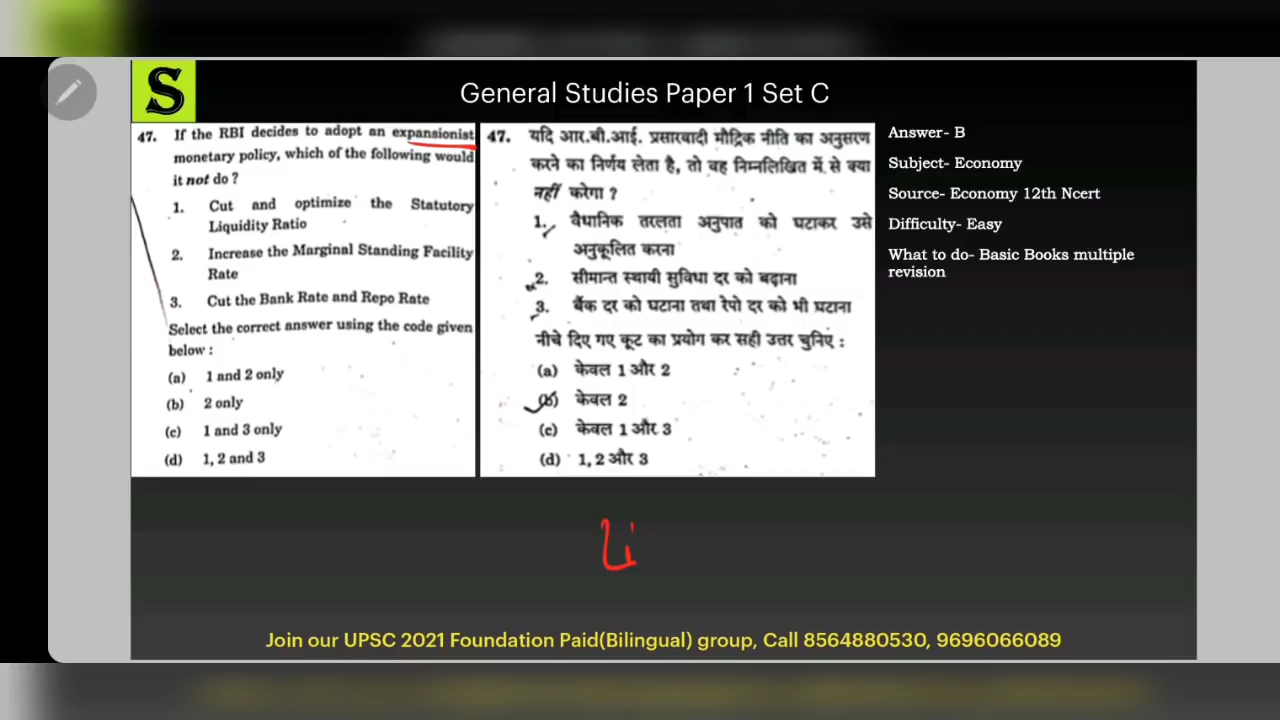 S
General Studies Paper 1 Set C
47. If the RBI decides to adopt an expansionist
monetary policy, which of the following would
it not do ?
1. Cut and optimize the Statutory
Liquidity Ratio
2. Increase the Marginal Standing Facility
Rate
3. Cut the Bank Rate and Repo Rate
Select the correct answer using the code given
below :
(a) 1 and 2 only
(b) 2 only
(c) 1 and 3 only
(d) 1, 2 and 3
47. यदि आर.बी.आई. प्रसारवादी मौद्रिक नीति का अनुसरण
करने का निर्णय लेता है, तो वह निम्नलिखित में से क्या
नहीं करेगा ?
1. वैधानिक तरलता अनुपात को घटाकर उसे
अनुकूलित करना
2. सीमान्त स्थायी सुविधा दर को बढ़ाना
3. बैंक दर को घटाना तथा रेपो दर को भी घटाना
नीचे दिए गए कूट का प्रयोग कर सही उत्तर चुनिए :
(a) केवल 1 और 2
(b) केवल 2
(c) केवल 1 और 3
(d) 1, 2 और 3
Answer- B
Subject- Economy
Source- Economy 12th Ncert
Difficulty- Easy
What to do- Basic Books multiple
revision
Join our UPSC 2021 Foundation Paid(Bilingual) group, Call 8564880530, 9696066089